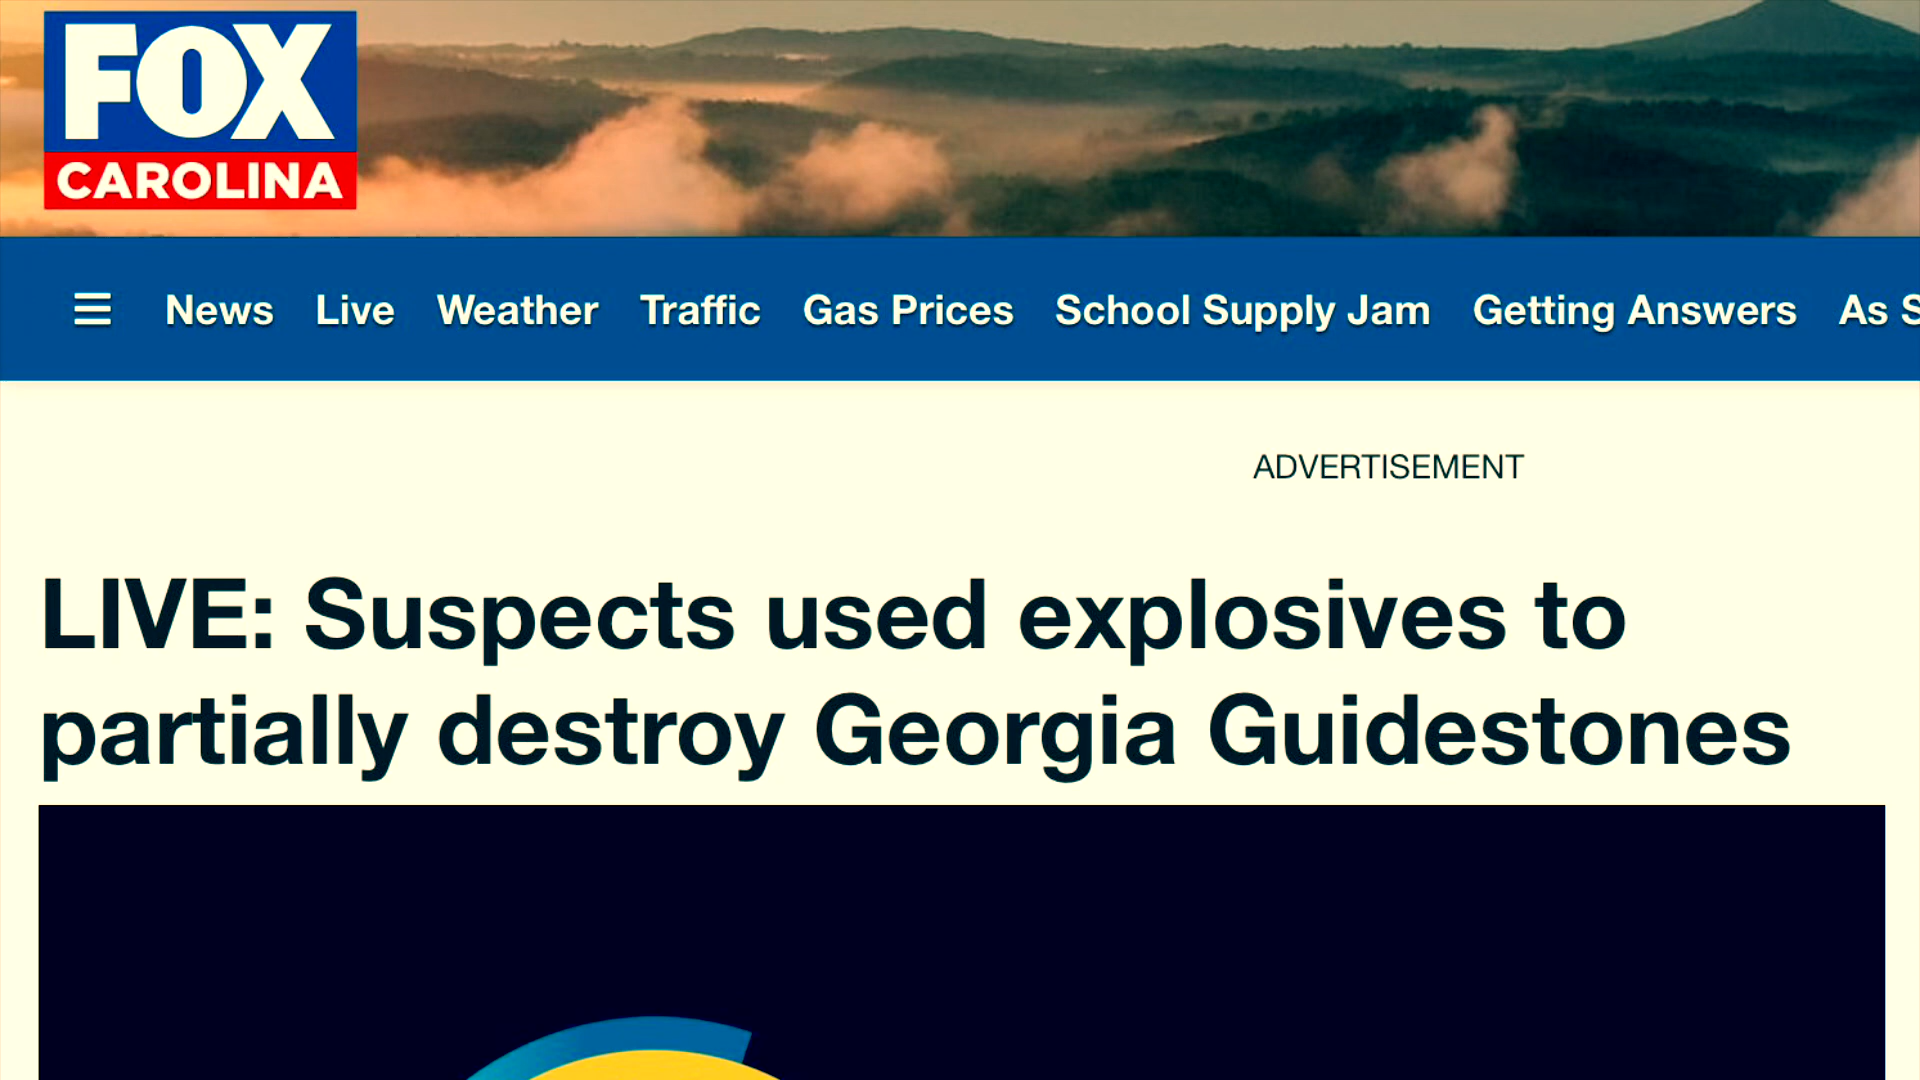 FOX
CAROLINA
News Live Weather Traffic Gas Prices School Supply Jam Getting Answers As S
ADVERTISEMENT
LIVE: Suspects used explosives to
partially destroy Georgia Guidestones